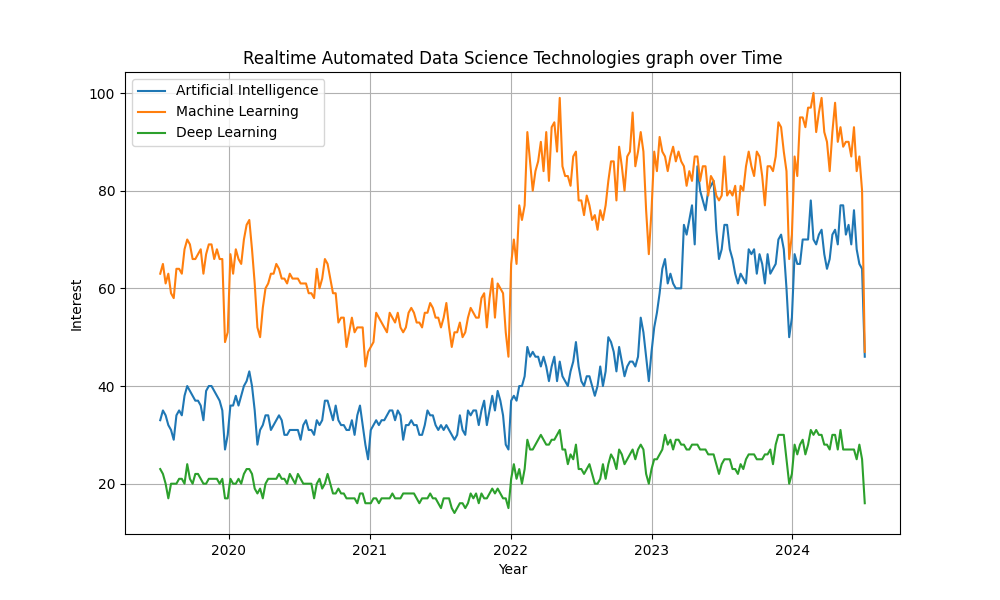 Realtime Automated Data Science Technologies graph over Time
Artificial Intelligence
Machine Learning
Deep Learning
100
80
60
40
20
Interest
2020 2021 2022 2023 2024
Year